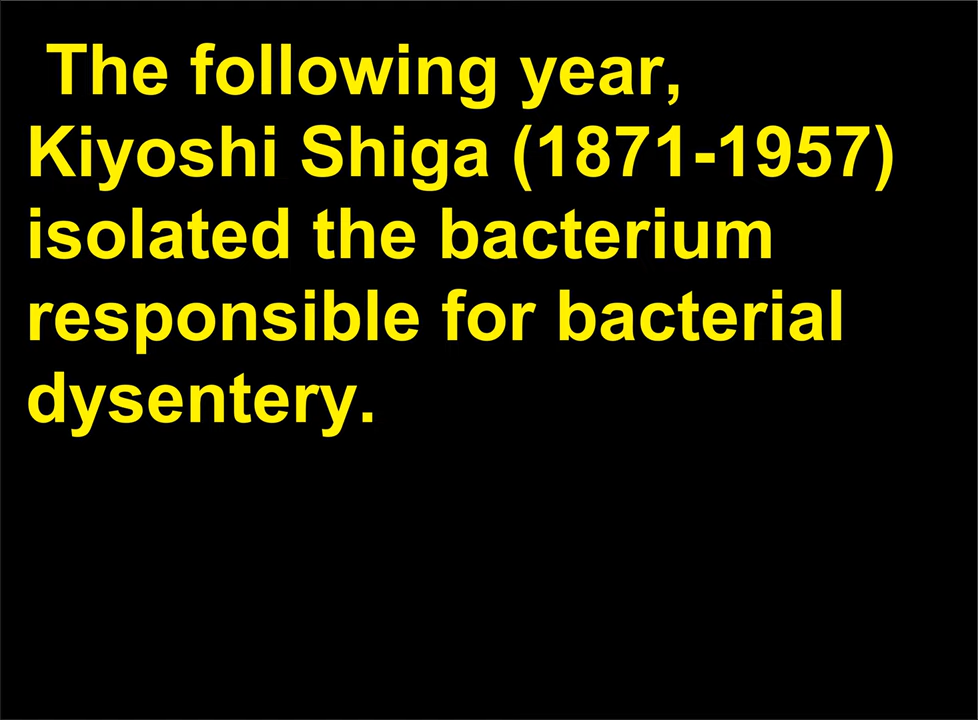 The following year,
Kiyoshi Shiga (1871-1957)
isolated the bacterium
responsible for bacterial
dysentery.